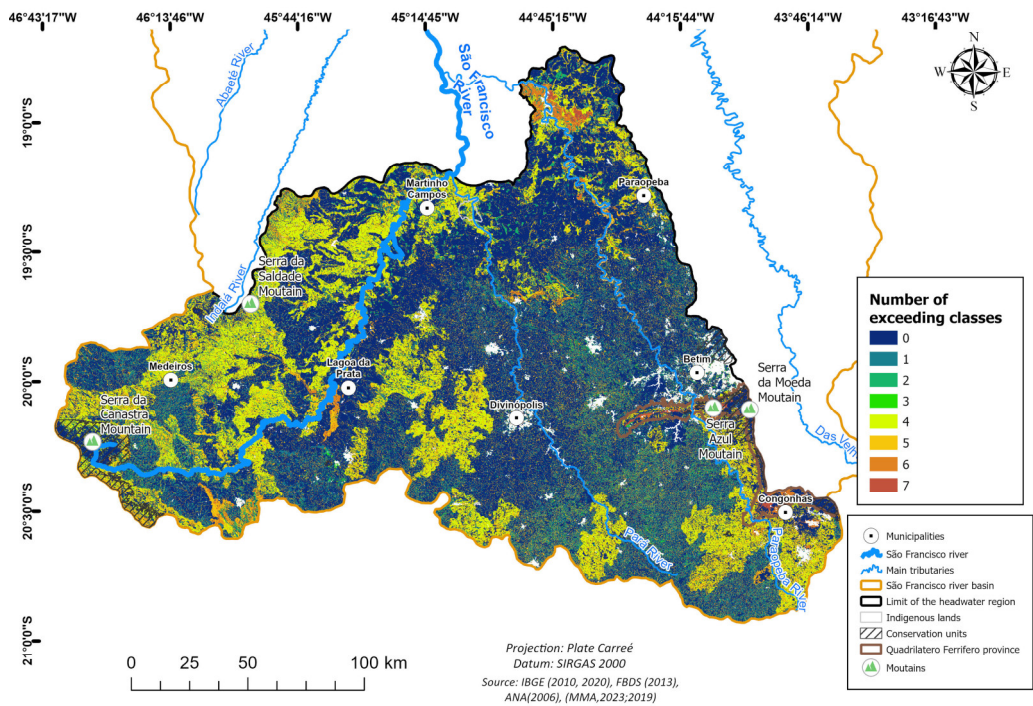 46°43'17"W
46°13'46"W
45°44'16"W
45°14'45"W
44°45'15"W
44°15'44"W
43°46'14"W
43°16'43"W
N
W
E
S
19°0'0"S
19°30'0"S
20°0'0"S
20°30'0"S
21°0'0"S
Abaeté River
Indaiá River
São Francisco
River
Martinho
Campos
Paraopeba
Serra da
Saldade
Moutain
Medeiros
Lagoa da
Prata
Serra da
Canastra
Mountain
Divinópolis
Betim
Serra
da Moeda
Moutain
Serra
Azul
Moutain
Das Velh
Congonhas
Pará River
Paraopeba River
Number of
exceeding classes
0
1
2
3
4
5
6
7
Municipalities
São Francisco river
Main tributaries
São Francisco river basin
Limit of the headwater region
Indigenous lands
Conservation units
Quadrilatero Ferrifero province
Moutains
0 25 50 100 km
Projection: Plate Carreé
Datum: SIRGAS 2000
Source: IBGE (2010, 2020), FBDS (2013),
ANA(2006), (MMA,2023;2019)